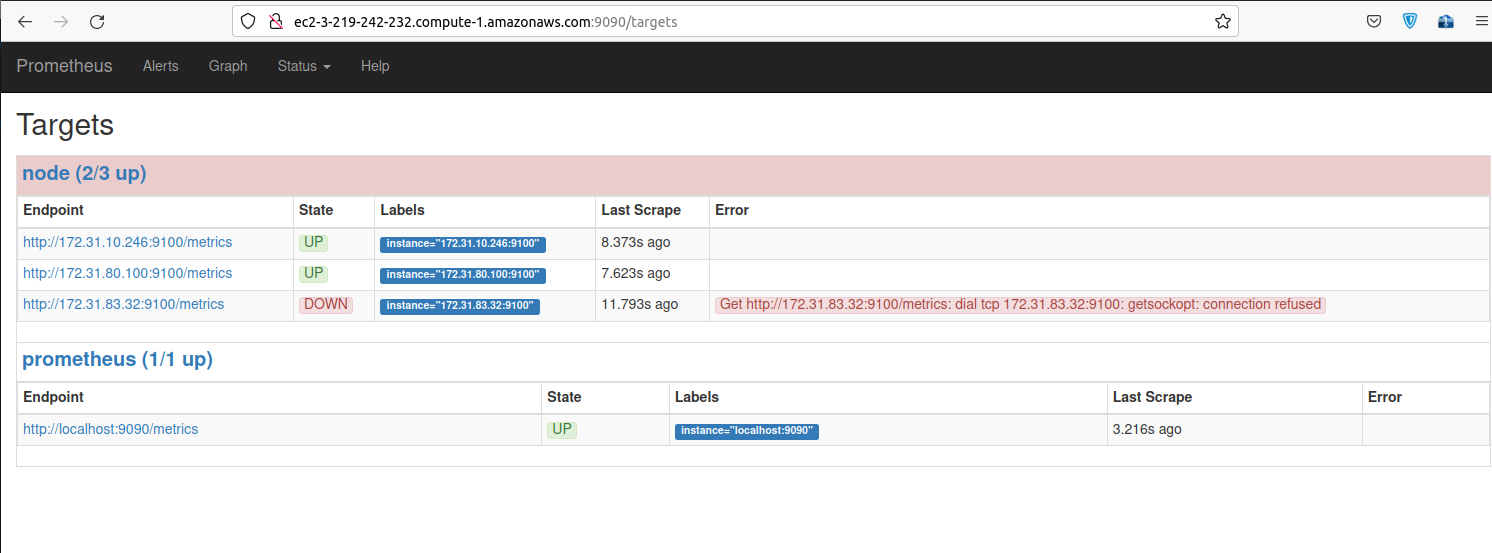 ec2-3-219-242-232.compute-1.amazonaws.com:9090/targets
Prometheus Alerts Graph Status Help
Targets
node (2/3 up)
Endpoint State Labels Last Scrape Error
http://172.31.10.246:9100/metrics UP instance="172.31.10.246:9100" 8.373s ago
http://172.31.80.100:9100/metrics UP instance="172.31.80.100:9100" 7.623s ago
http://172.31.83.32:9100/metrics DOWN instance="172.31.83.32:9100" 11.793s ago Get http://172.31.83.32:9100/metrics: dial tcp 172.31.83.32:9100: getsockopt: connection refused
prometheus (1/1 up)
Endpoint State Labels Last Scrape Error
http://localhost:9090/metrics UP instance="localhost:9090" 3.216s ago